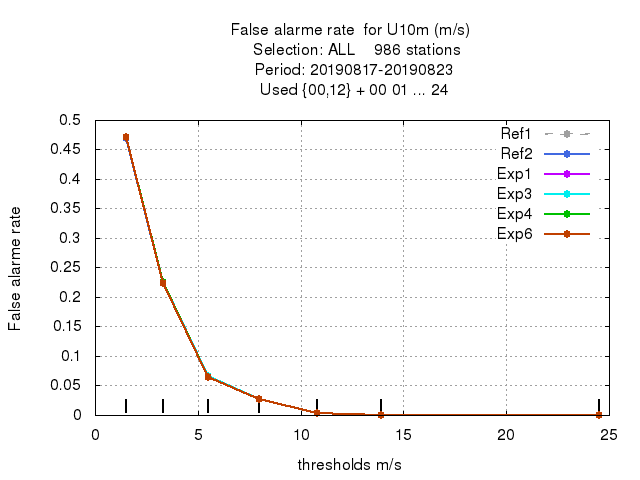 False alarme rate  for U10m (m/s)
Selection: ALL    986 stations
Period: 20190817-20190823
Used {00,12} + 00 01 ... 24
Ref1
Ref2
Exp1
Exp3
Exp4
Exp6
False alarme rate
0.5
0.45
0.4
0.35
0.3
0.25
0.2
0.15
0.1
0.05
0
0 5 10 15 20 25
thresholds m/s